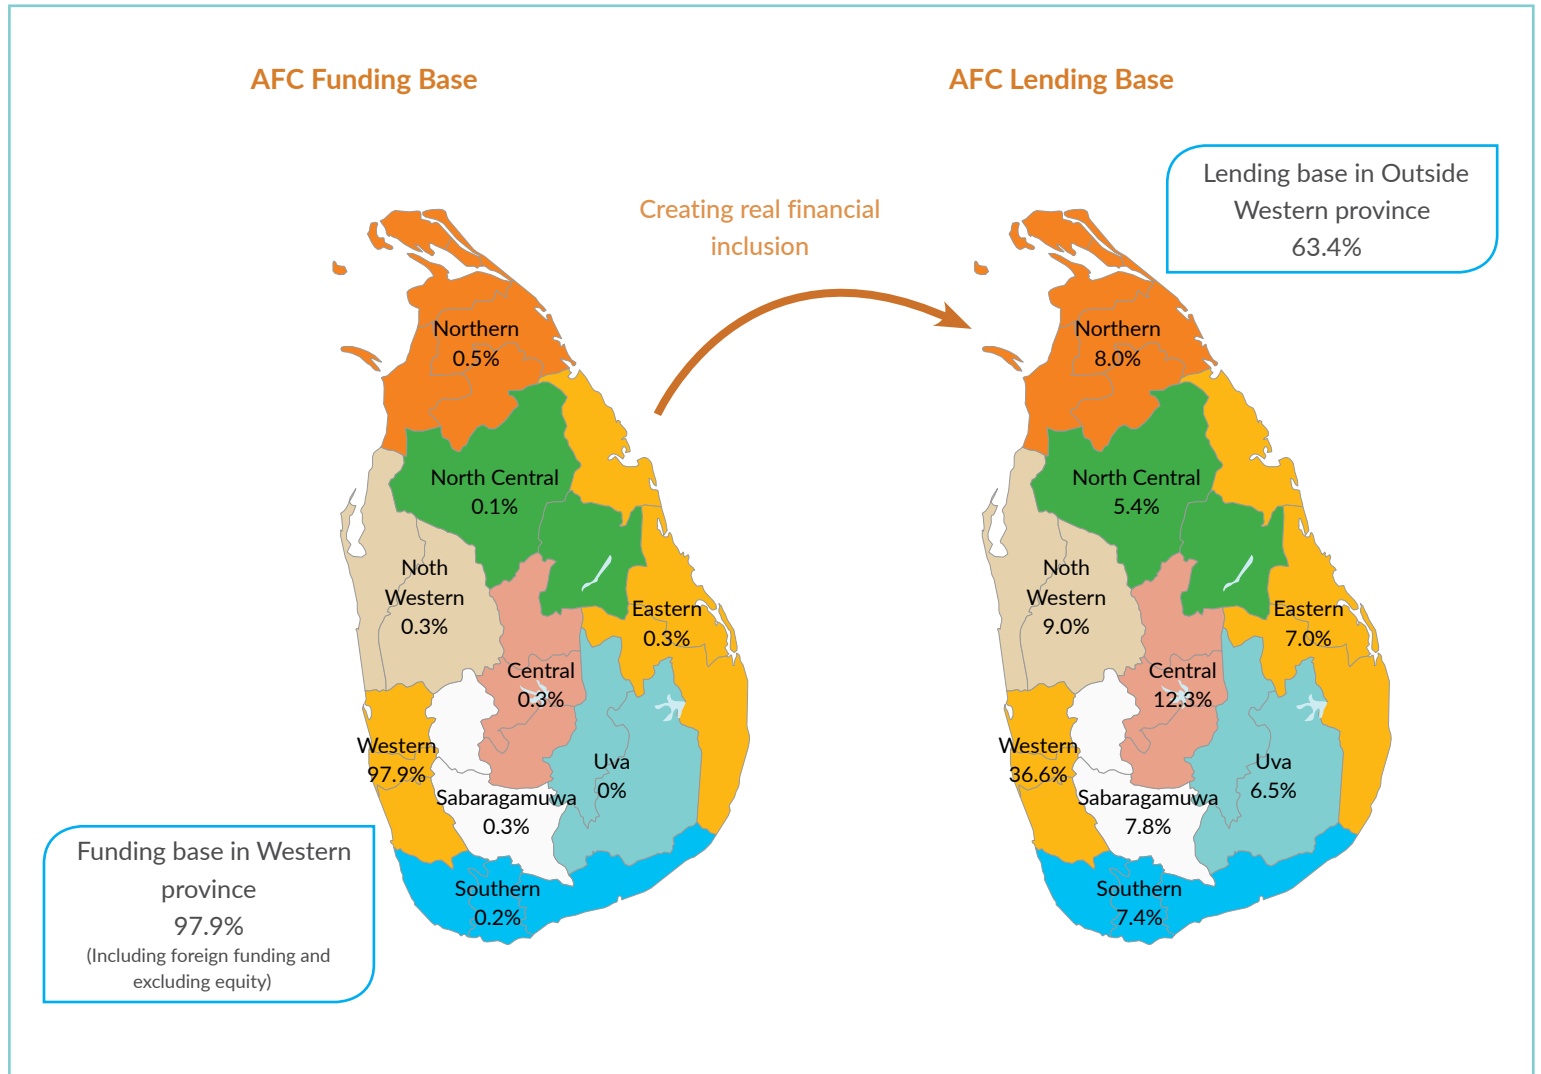 AFC Funding Base
Northern
0.5%
North Central
0.1%
Noth
Western
0.3%
Eastern
0.3%
Central
0.3%
Western
97.9%
Uva
0%
Sabaragamuwa
0.3%
Southern
0.2%
Funding base in Western
province
97.9%
(Including foreign funding and
excluding equity)
Creating real financial
inclusion
AFC Lending Base
Lending base in Outside
Western province
63.4%
Northern
8.0%
North Central
5.4%
Noth
Western
9.0%
Eastern
7.0%
Central
12.3%
Western
36.6%
Uva
6.5%
Sabaragamuwa
7.8%
Southern
7.4%